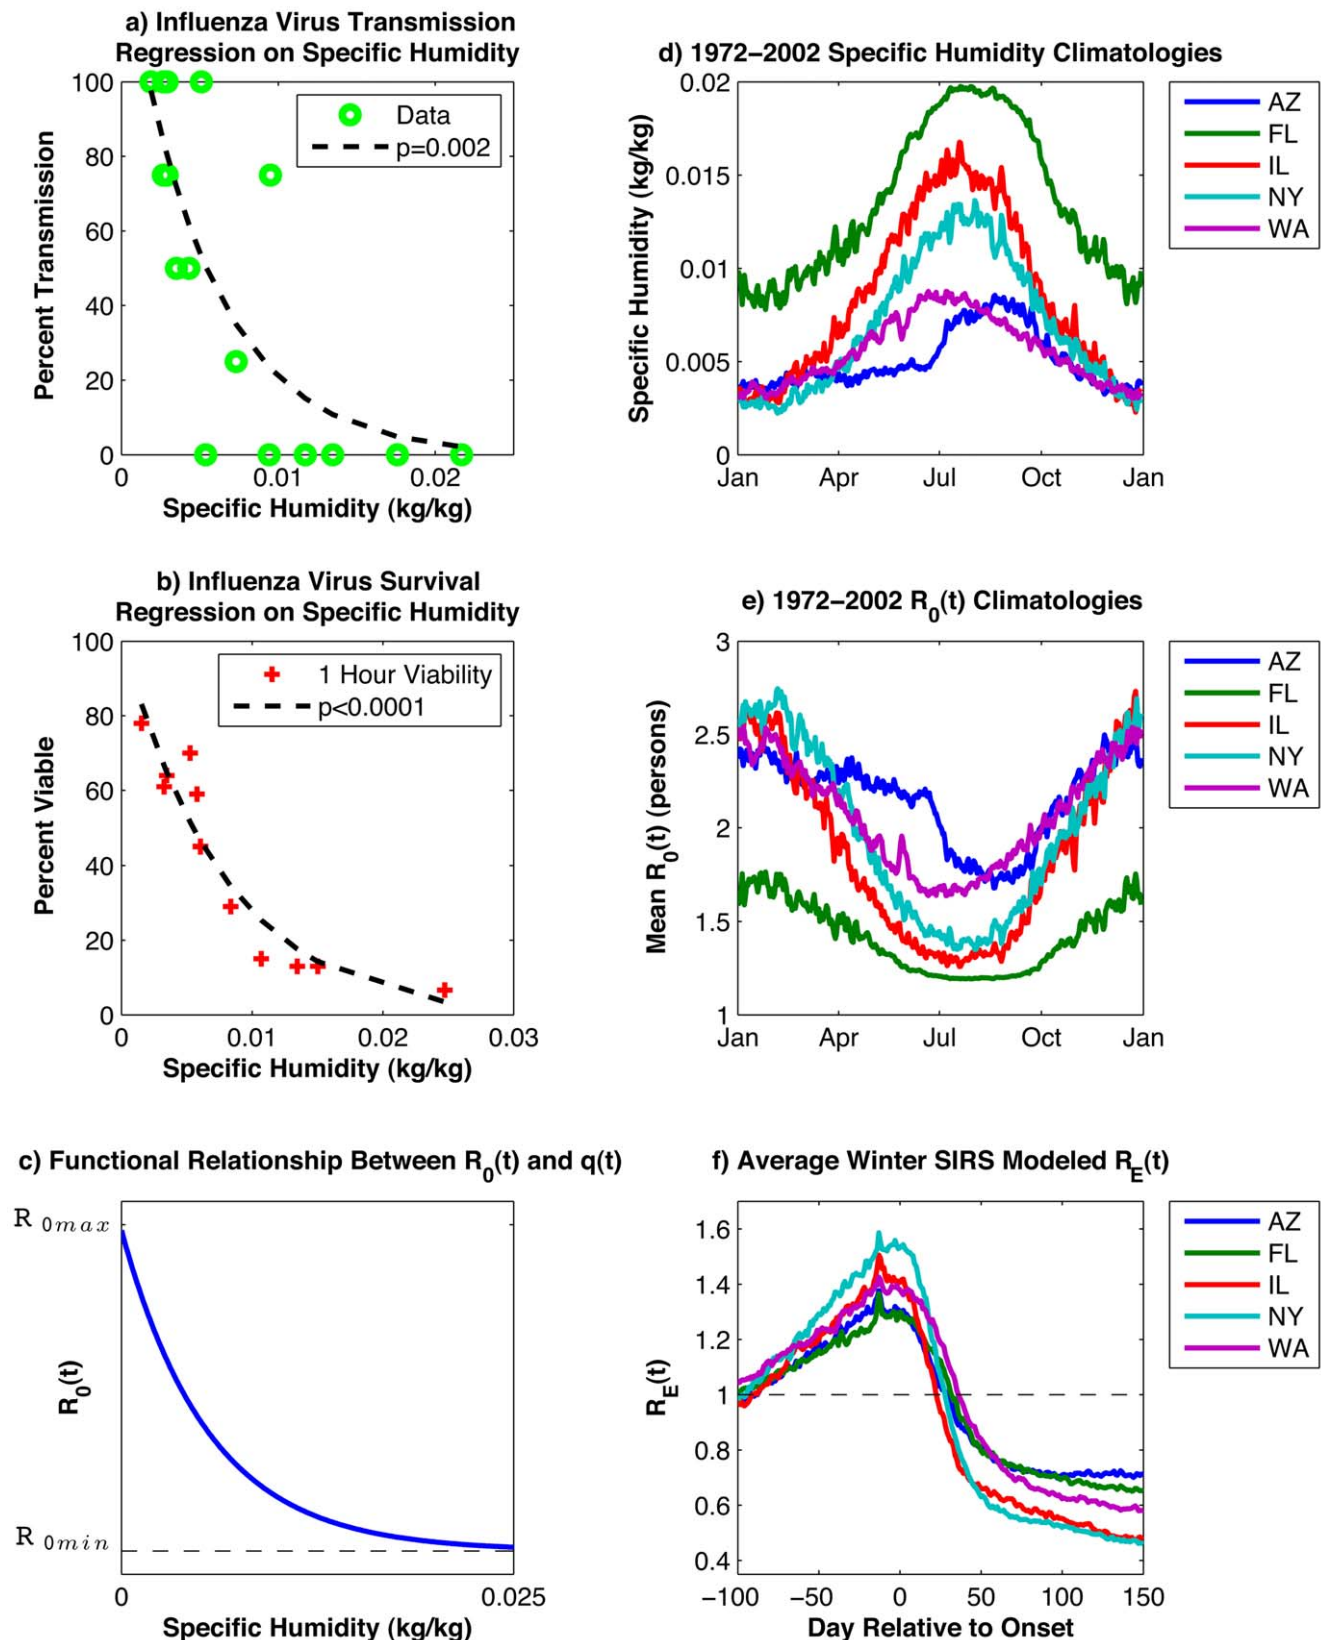 a) Influenza Virus Transmission
Regression on Specific Humidity
100
80
60
40
20
0
Percent Transmission
Data
p=0.002
0
0.01
0.02
Specific Humidity (kg/kg)
b) Influenza Virus Survival
Regression on Specific Humidity
100
80
60
40
20
0
Percent Viable
1 Hour Viability
p<0.0001
0
0.01
0.02
0.03
Specific Humidity (kg/kg)
c) Functional Relationship Between R0(t) and q(t)
R 0max
R0(t)
R 0min
0
0.025
Specific Humidity (kg/kg)
d) 1972–2002 Specific Humidity Climatologies
0.02
0.015
0.01
0.005
0
Specific Humidity (kg/kg)
Jan
Apr
Jul
Oct
Jan
AZ
FL
IL
NY
WA
e) 1972–2002 R0(t) Climatologies
3
2.5
2
1.5
1
Mean R0(t) (persons)
Jan
Apr
Jul
Oct
Jan
AZ
FL
IL
NY
WA
f) Average Winter SIRS Modeled RE(t)
1.6
1.4
1.2
1
0.8
0.6
0.4
RE(t)
−100
−50
0
50
100
150
Day Relative to Onset
AZ
FL
IL
NY
WA